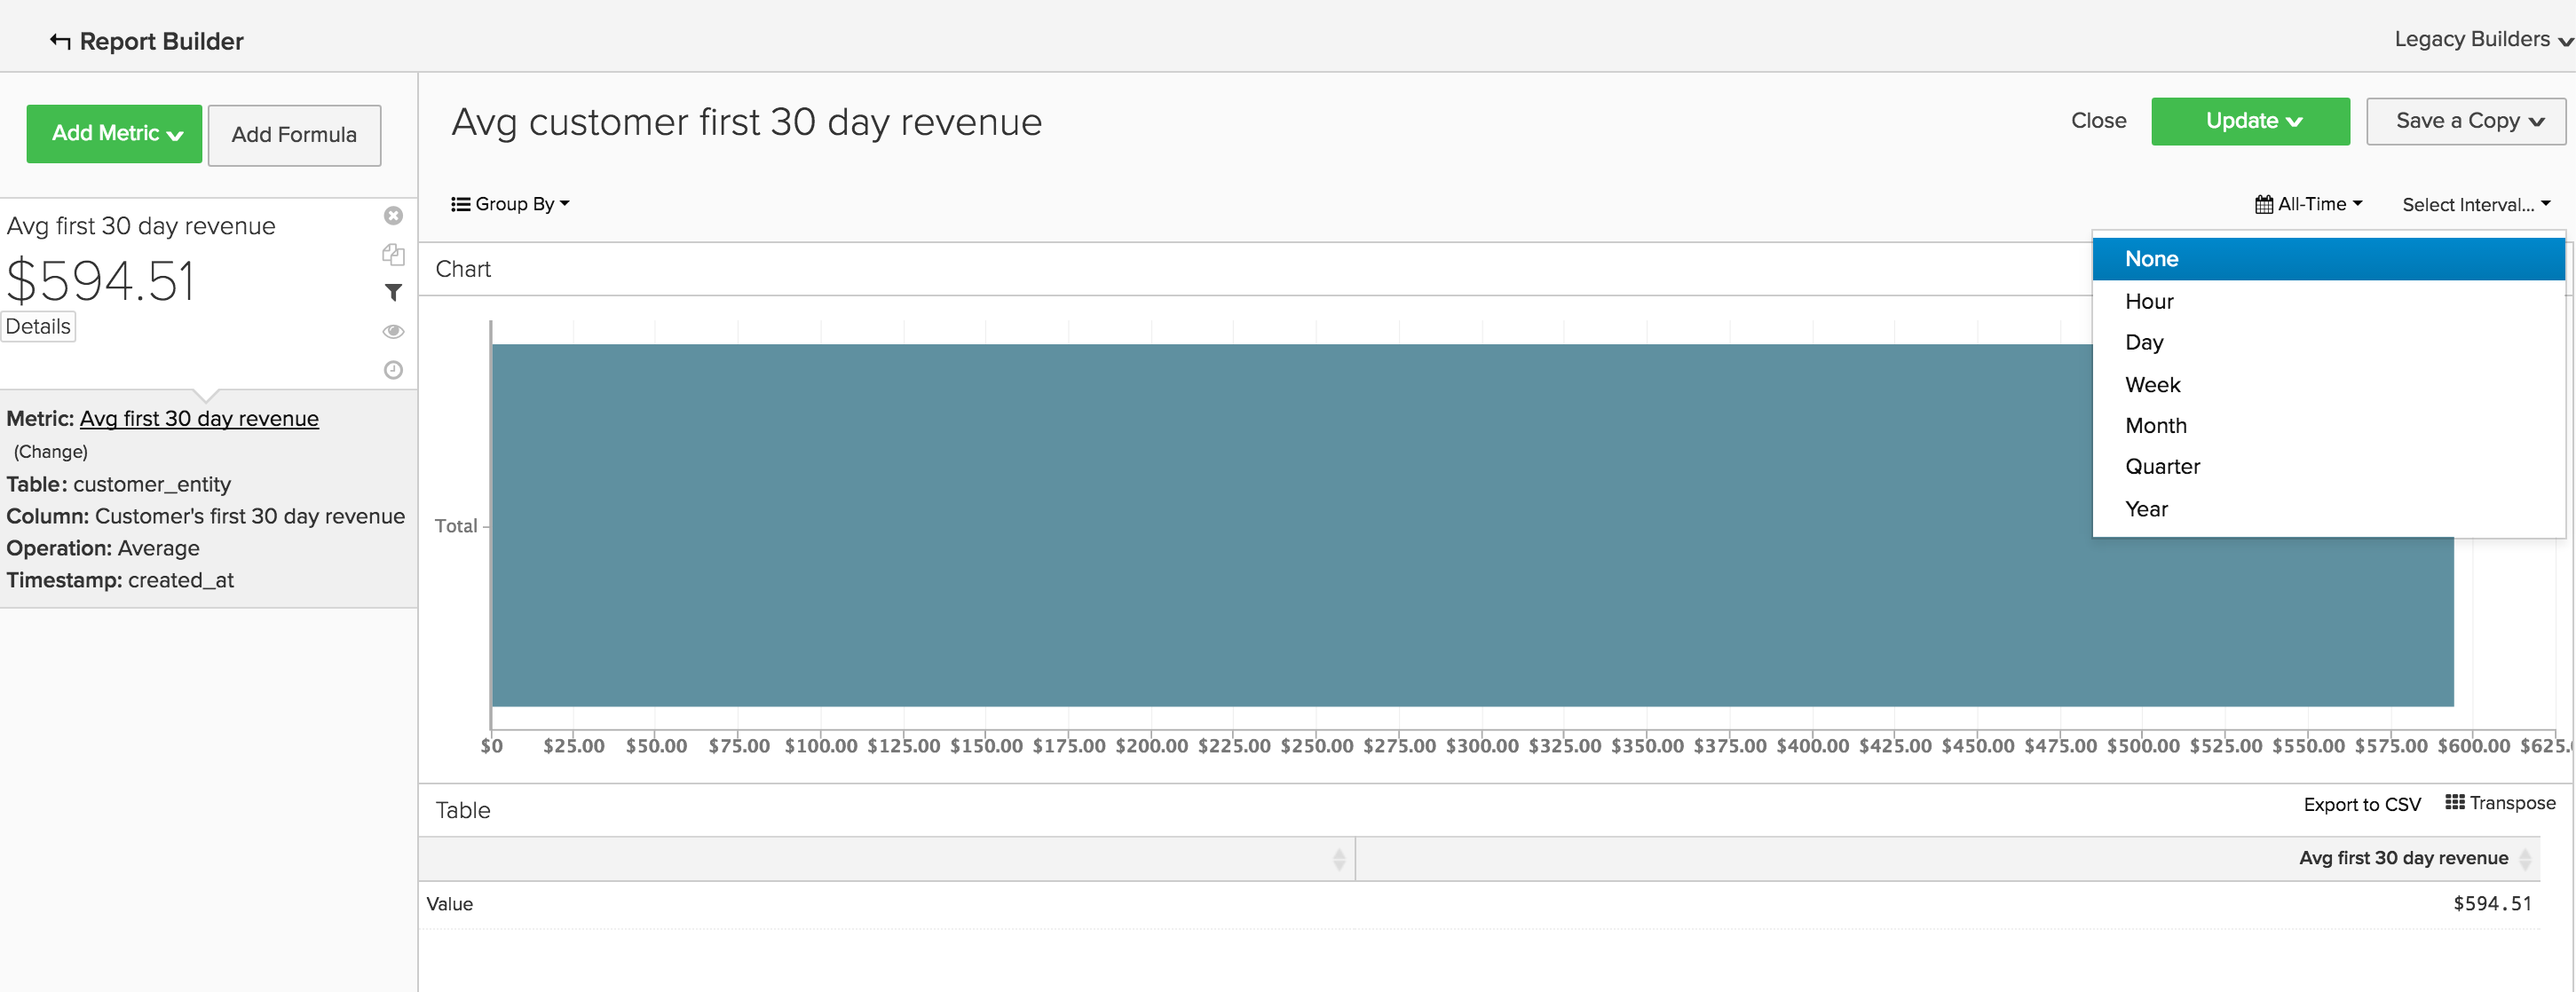 Report Builder
Legacy Builders
Add Metric
Add Formula
Avg customer first 30 day revenue
Close
Update
Save a Copy
Group By
All-Time
Select Interval...
Avg first 30 day revenue
$594.51
Details
Metric: Avg first 30 day revenue
(Change)
Table: customer_entity
Column: Customer's first 30 day revenue
Operation: Average
Timestamp: created_at
Chart
None
Hour
Day
Week
Month
Quarter
Year
Total
$0 $25.00 $50.00 $75.00 $100.00 $125.00 $150.00 $175.00 $200.00 $225.00 $250.00 $275.00 $300.00 $325.00 $350.00 $375.00 $400.00 $425.00 $450.00 $475.00 $500.00 $525.00 $550.00 $575.00 $600.00 $625.
Table
Export to CSV
Transpose
Avg first 30 day revenue
Value
$594.51